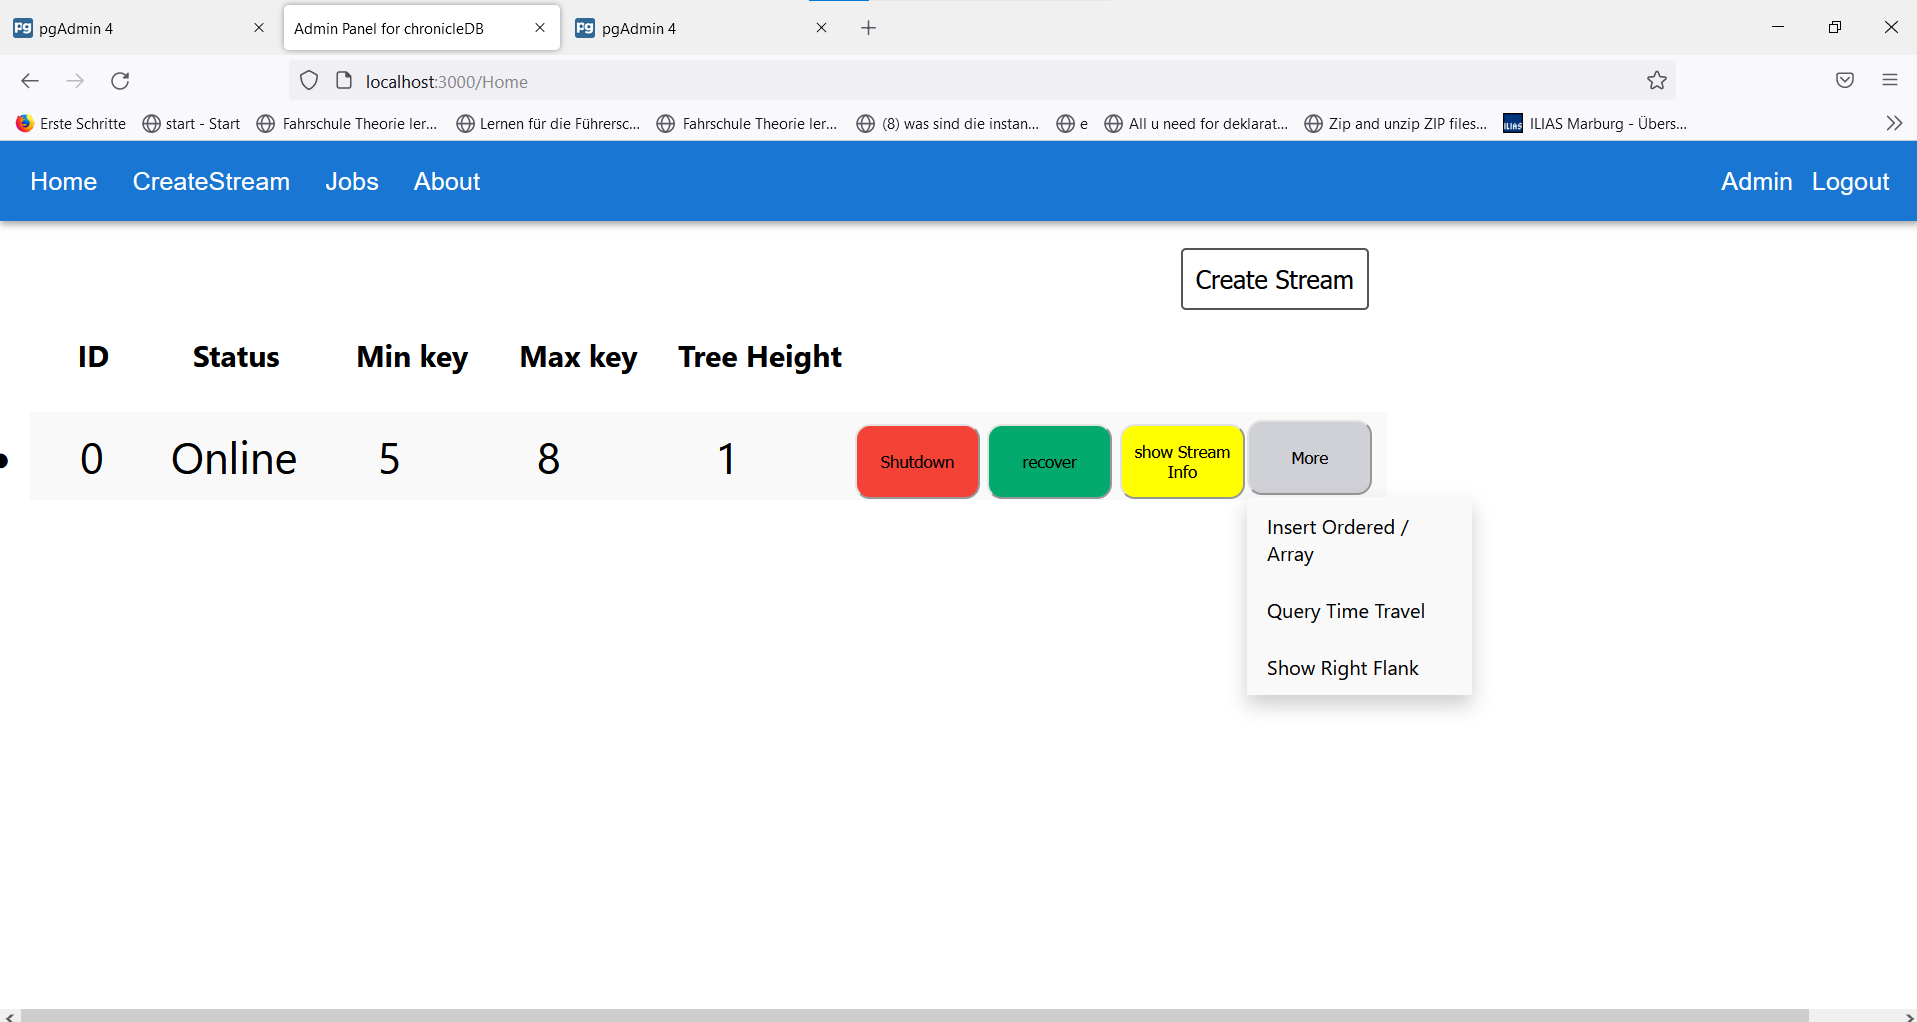 pgAdmin 4
Admin Panel for chronicleDB
pgAdmin 4
localhost:3000/Home
Erste Schritte
start - Start
Fahrschule Theorie ler...
Lernen für die Führersc...
Fahrschule Theorie ler...
(8) was sind die instan...
e
All u need for deklarat...
Zip and unzip ZIP files...
ILIAS Marburg - Übers...
Home CreateStream Jobs About Admin Logout
Create Stream
ID Status Min key Max key Tree Height
0 Online 5 8 1
Shutdown
recover
show Stream
Info
More
Insert Ordered /
Array
Query Time Travel
Show Right Flank